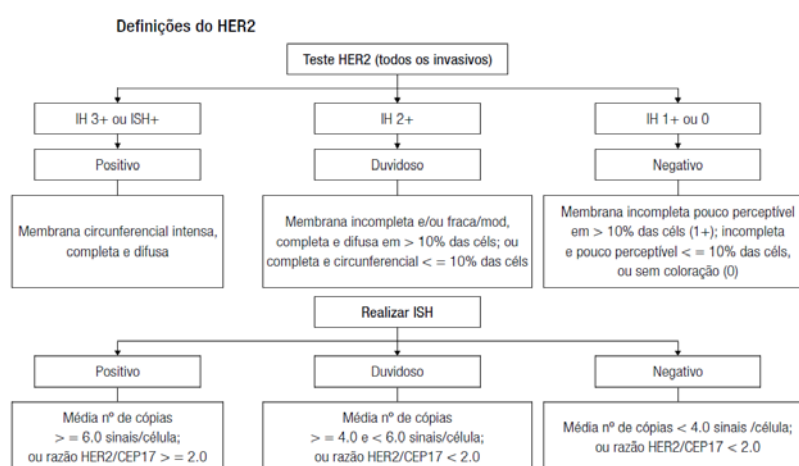 Definições do HER2
Teste HER2 (todos os invasivos)
IH 3+ ou ISH+
IH 2+
IH 1+ ou 0
Positivo
Duvidoso
Negativo
Membrana circunferencial intensa,
completa e difusa
Membrana incompleta e/ou fraca/mod,
completa e difusa em > 10% das céls; ou
completa e circunferencial < = 10% das céls
Membrana incompleta pouco perceptível
em > 10% das céls (1+); incompleta
e pouco perceptível < = 10% das céls,
ou sem coloração (0)
Realizar ISH
Positivo
Duvidoso
Negativo
Média nº de cópias
> = 6.0 sinais/célula;
ou razão HER2/CEP17 > = 2.0
Média nº de cópias
> = 4.0 e < 6.0 sinais/célula;
ou razão HER2/CEP17 < 2.0
Média nº de cópias < 4.0 sinais /célula;
ou razão HER2/CEP17 < 2.0